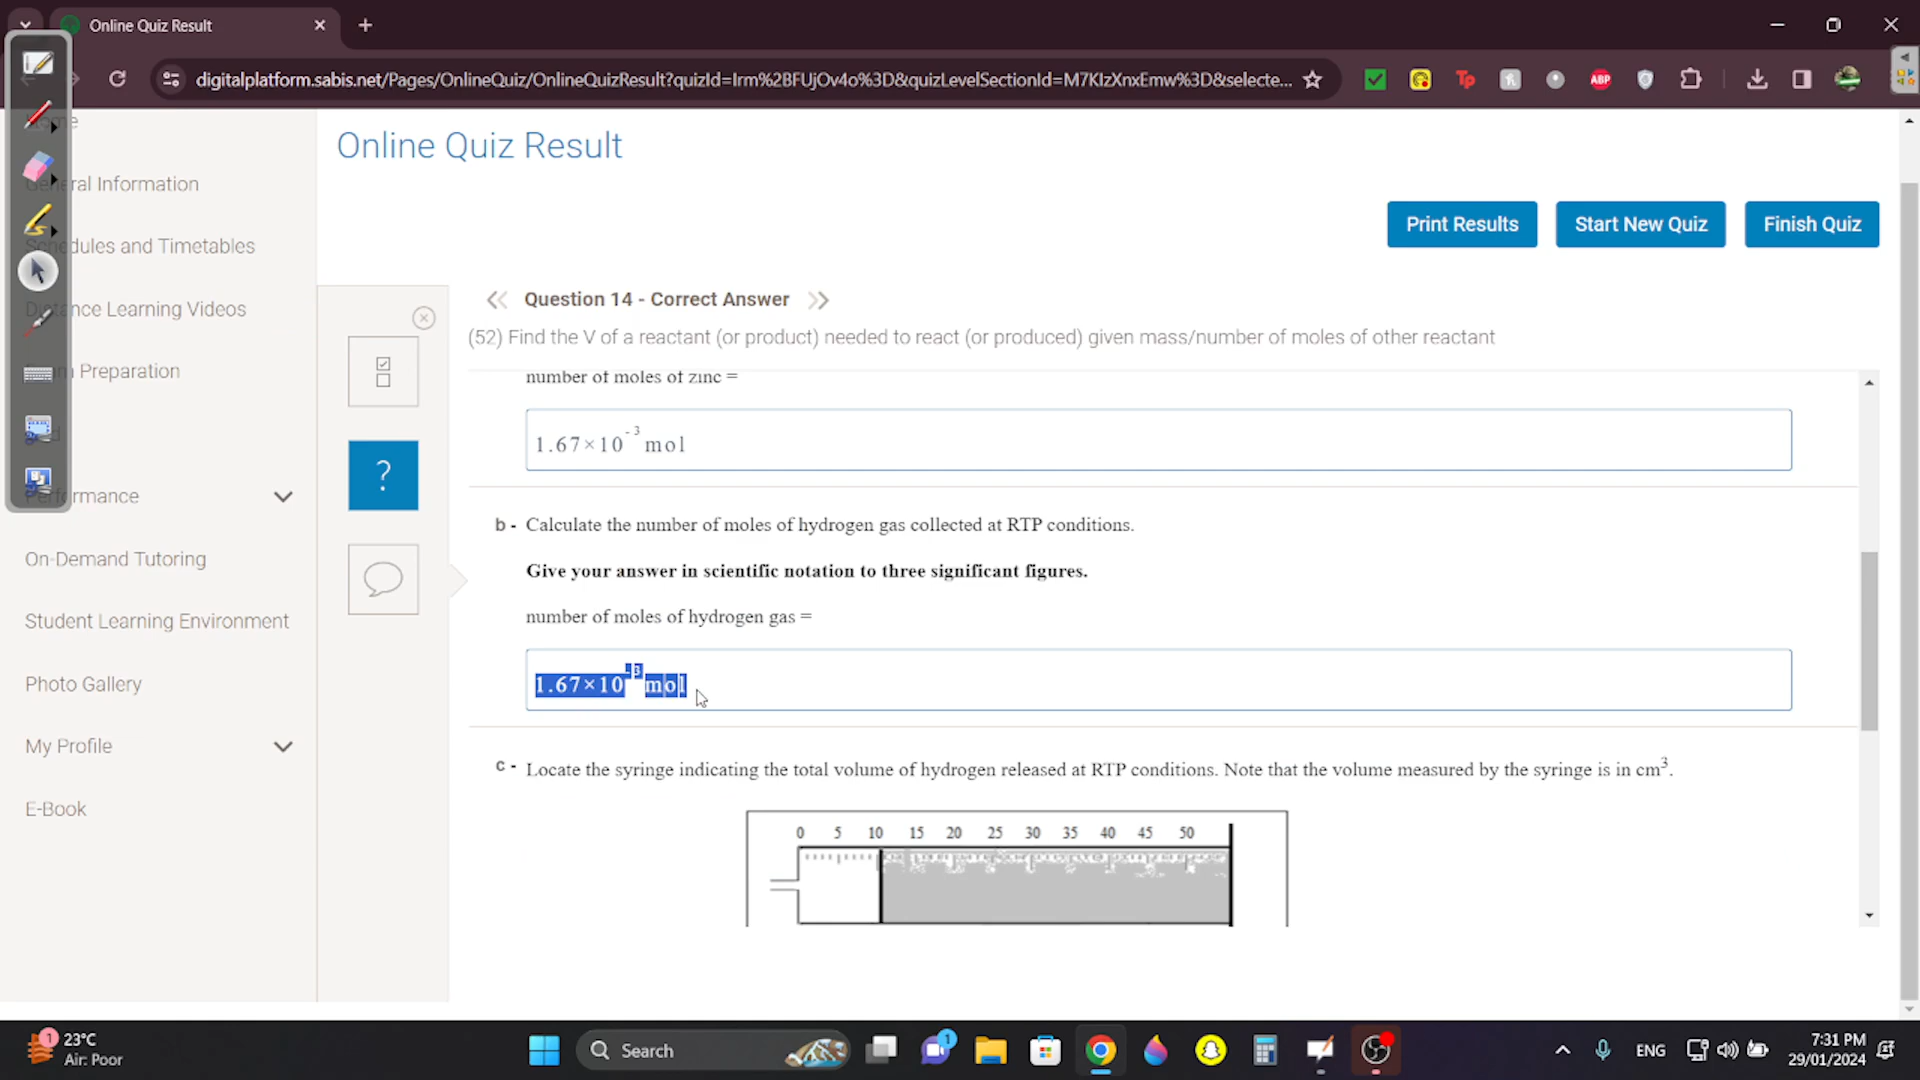 Online Quiz Result
digitalplatform.sabis.net/Pages/OnlineQuiz/OnlineQuizResult?quizId=Irm%2BFUjOv4o%3D&quizLevelSectionId=M7KIzXnxEmw%3D&selecte...
ABP
General Information
Schedules and Timetables
Distance Learning Videos
Preparation
On-Demand Tutoring
Student Learning Environment
Photo Gallery
My Profile
E-Book
Online Quiz Result
Print Results
Start New Quiz
Finish Quiz
Question 14 - Correct Answer
(52) Find the V of a reactant (or product) needed to react (or produced) given mass/number of moles of other reactant
?
number of moles of zinc =
1.67×10⁻³mol
b - Calculate the number of moles of hydrogen gas collected at RTP conditions.
Give your answer in scientific notation to three significant figures.
number of moles of hydrogen gas =
1.67×10⁻³mol
c - Locate the syringe indicating the total volume of hydrogen released at RTP conditions. Note that the volume measured by the syringe is in cm³.
0 5 10 15 20 25 30 35 40 45 50
1
23°C
Air: Poor
Search
1
ENG
7:31 PM
29/01/2024